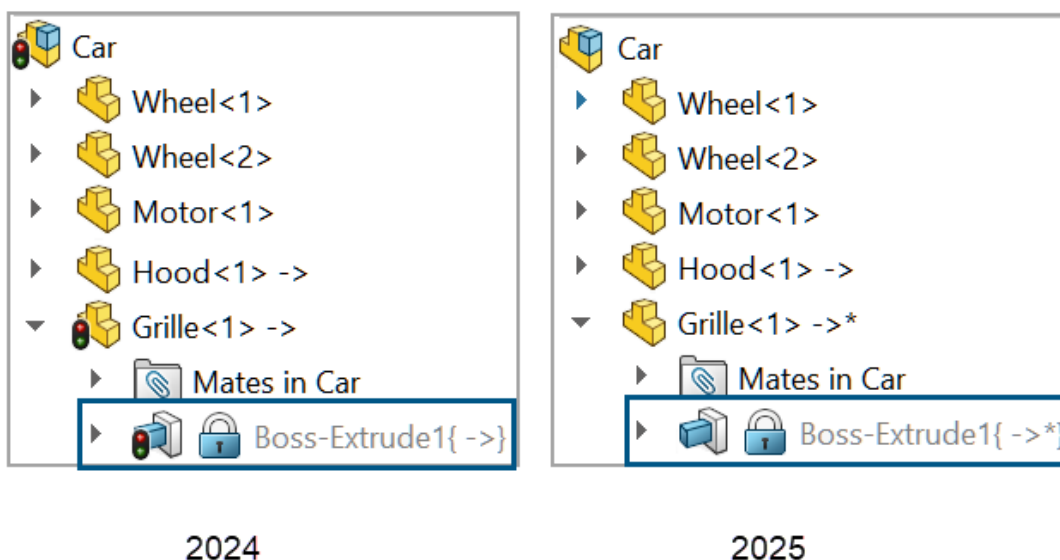 Car
Wheel<1>
Wheel<2>
Motor<1>
Hood<1> ->
Grille<1> ->
Mates in Car
Boss-Extrude1{ ->}
2024
Car
Wheel<1>
Wheel<2>
Motor<1>
Hood<1> ->
Grille<1> ->*
Mates in Car
Boss-Extrude1{ ->*}
2025